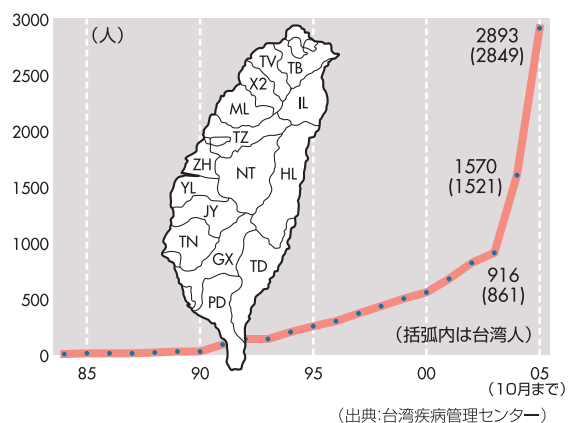 3000
(人)
2893
(2849)
2500
2000
1570
(1521)
1500
1000
916
(861)
500
(括弧内は台湾人)
0
TV
TB
X2
ML
IL
TZ
ZH
NT
HL
YL
JY
TN
GX
TD
PD
85
90
95
00
05
(10月まで)
(出典:台湾疾病管理センター)